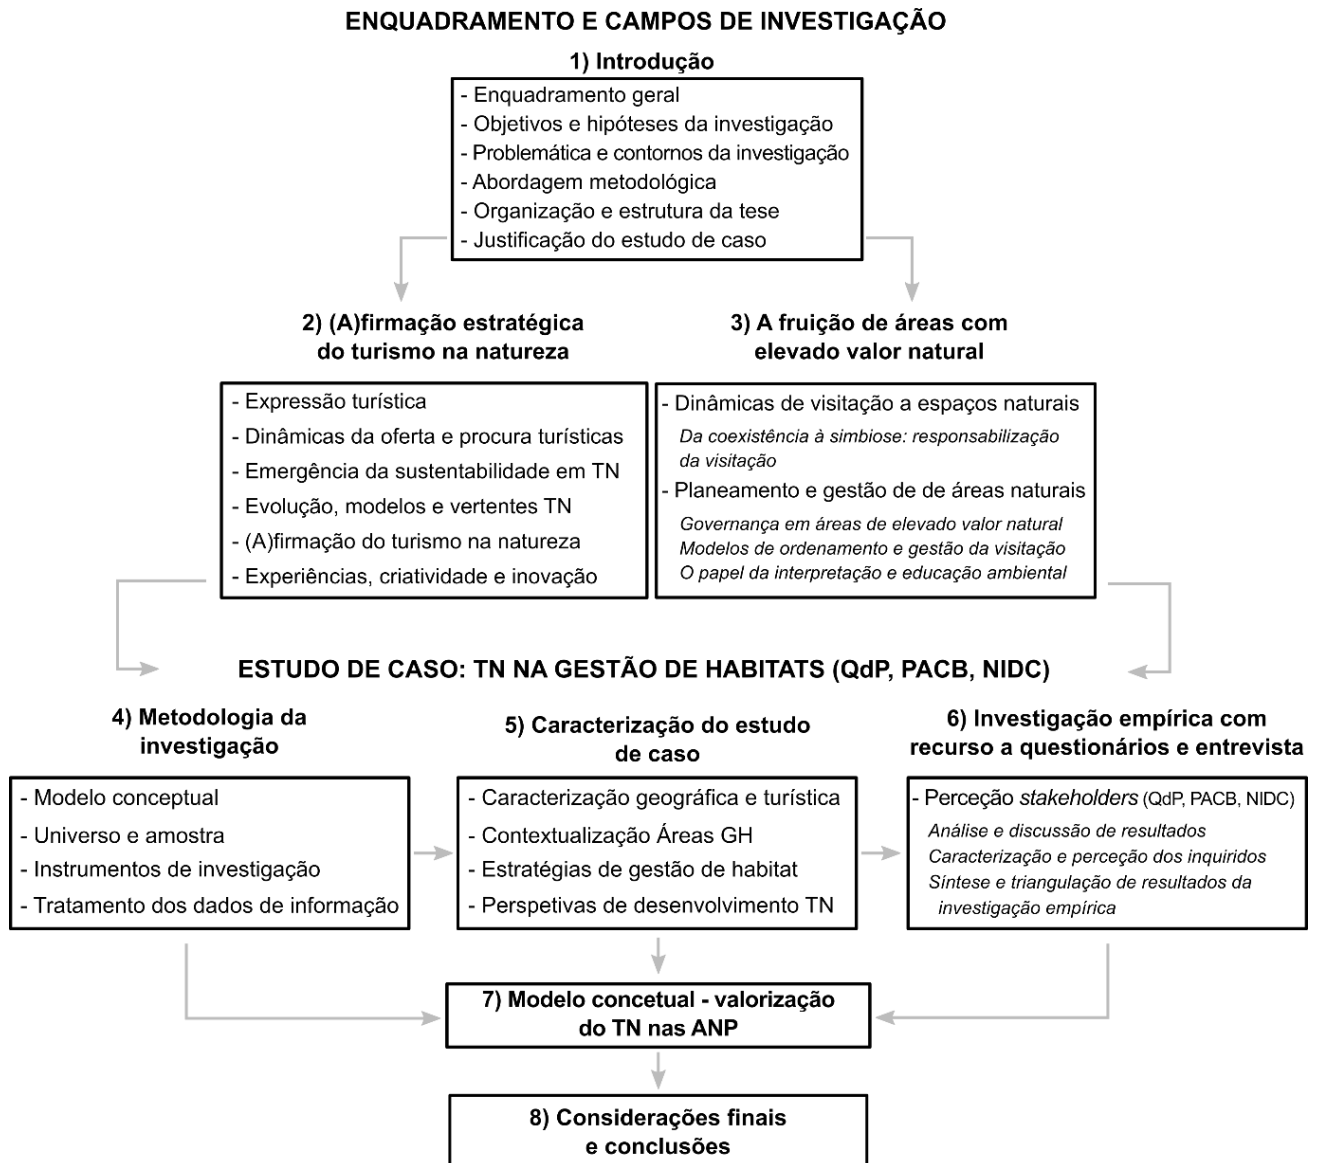 ENQUADRAMENTO E CAMPOS DE INVESTIGAÇÃO
1) Introdução
- Enquadramento geral
- Objetivos e hipóteses da investigação
- Problemática e contornos da investigação
- Abordagem metodológica
- Organização e estrutura da tese
- Justificação do estudo de caso
2) (A)firmação estratégica
do turismo na natureza
- Expressão turística
- Dinâmicas da oferta e procura turísticas
- Emergência da sustentabilidade em TN
- Evolução, modelos e vertentes TN
- (A)firmação do turismo na natureza
- Experiências, criatividade e inovação
3) A fruição de áreas com
elevado valor natural
- Dinâmicas de visitação a espaços naturais
Da coexistência à simbiose: responsabilização
da visitação
- Planeamento e gestão de de áreas naturais
Governança em áreas de elevado valor natural
Modelos de ordenamento e gestão da visitação
O papel da interpretação e educação ambiental
ESTUDO DE CASO: TN NA GESTÃO DE HABITATS (QdP, PACB, NIDC)
4) Metodologia da
investigação
- Modelo conceptual
- Universo e amostra
- Instrumentos de investigação
- Tratamento dos dados de informação
5) Caracterização do estudo
de caso
- Caracterização geográfica e turística
- Contextualização Áreas GH
- Estratégias de gestão de habitat
- Perspetivas de desenvolvimento TN
6) Investigação empírica com
recurso a questionários e entrevista
- Perceção stakeholders (QdP, PACB, NIDC)
Análise e discussão de resultados
Caracterização e perceção dos inquiridos
Síntese e triangulação de resultados da
investigação empírica
7) Modelo concetual - valorização
do TN nas ANP
8) Considerações finais
e conclusões